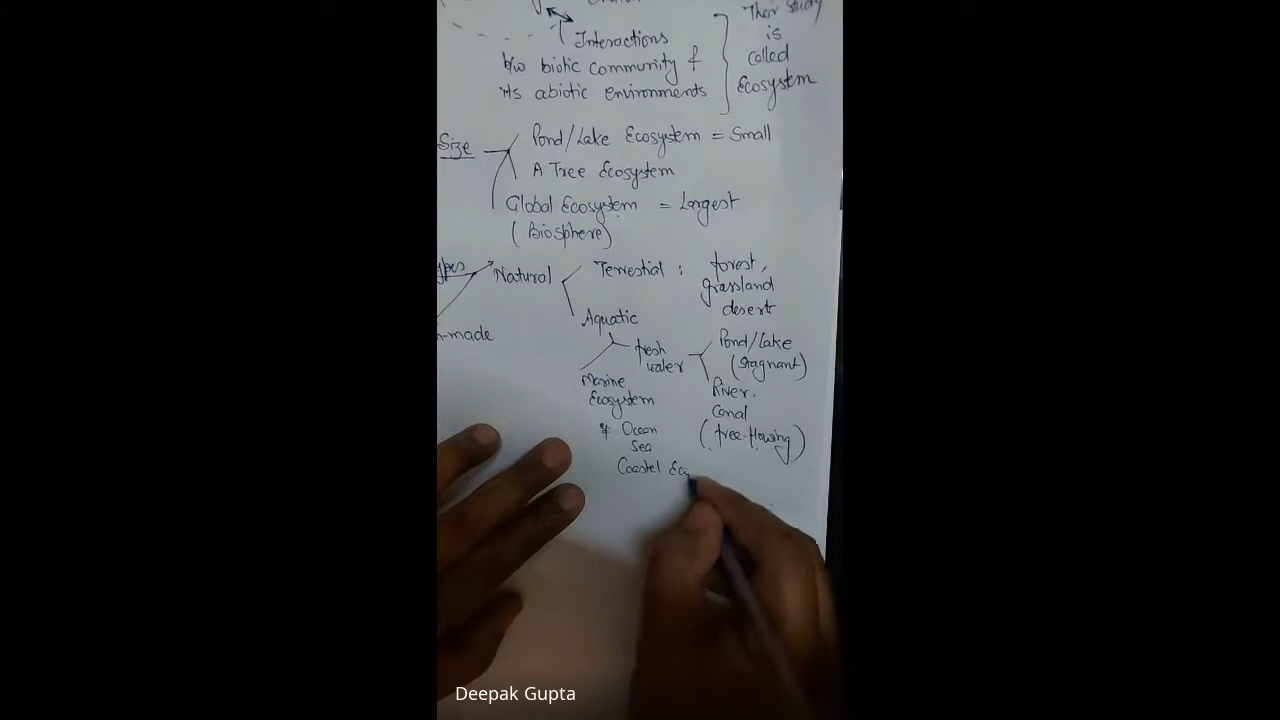 Their Study
is
called
Ecosystem
Interactions
b/w biotic community &
its abiotic environments
Size
Pond/Lake Ecosystem = Small
A Tree Ecosystem
Global Ecosystem = Largest
(Biosphere)
ypes
Natural
Terrestial : forest,
grassland
desert
n-made
Aquatic
fresh
water
Pond/Lake
(Stagnant)
River.
Canal
(free-flowing)
Marine
Ecosystem
Ocean
Sea
Coastel Eco
Deepak Gupta